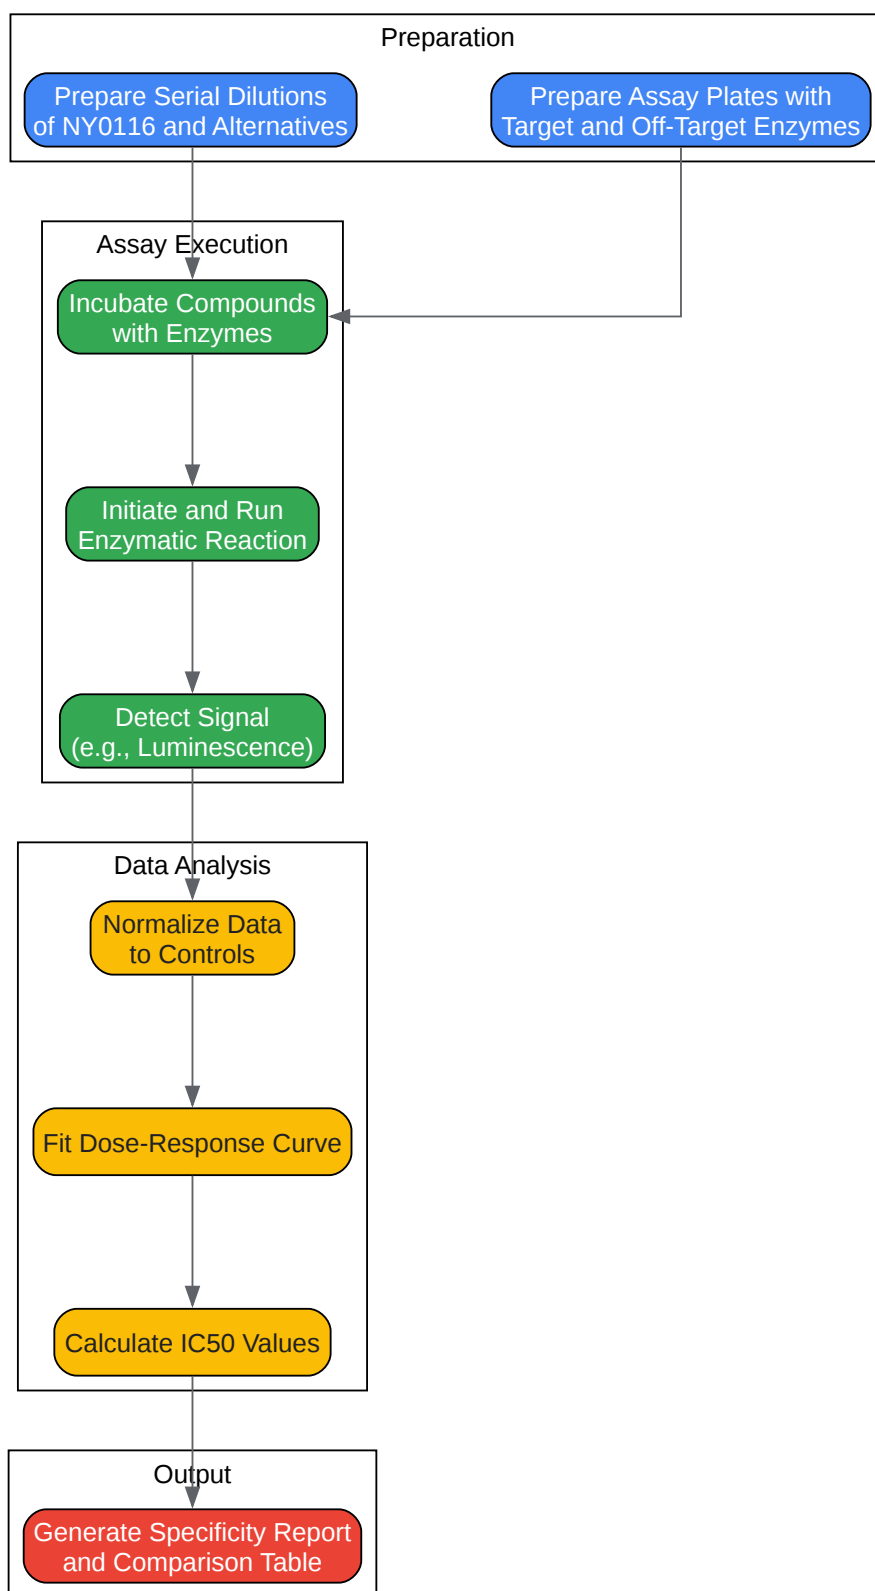 Preparation
Prepare Serial Dilutions
of NY0116 and Alternatives
Prepare Assay Plates with
Target and Off-Target Enzymes
Assay Execution
Incubate Compounds
with Enzymes
Initiate and Run
Enzymatic Reaction
Detect Signal
(e.g., Luminescence)
Data Analysis
Normalize Data
to Controls
Fit Dose-Response Curve
Calculate IC50 Values
Output
Generate Specificity Report
and Comparison Table